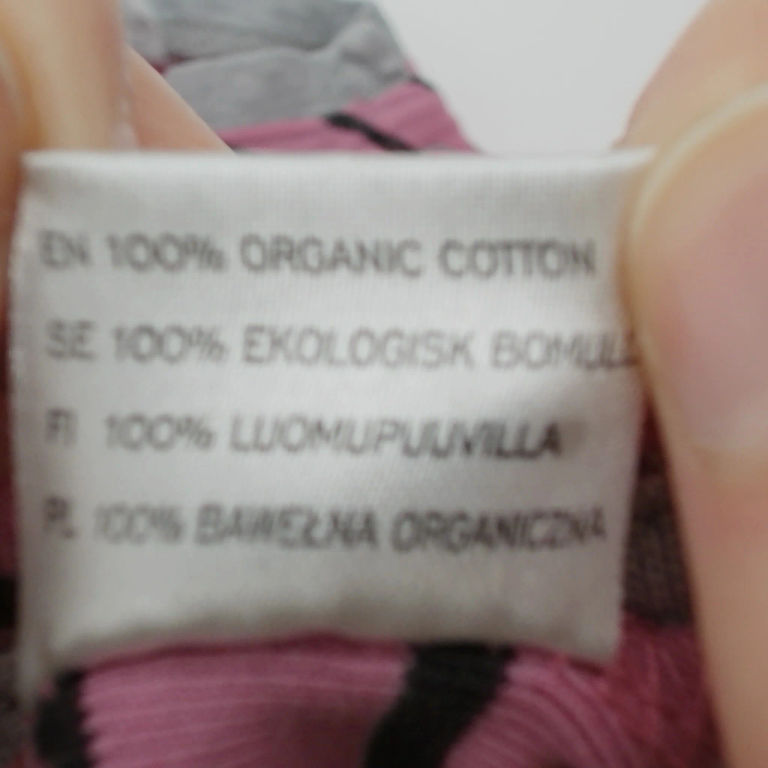 EN 100% ORGANIC COTTON
SE 100% EKOLOGISK BOMULL
FI 100% LUOMUPUUVILLA
PL 100% BAWEŁNA ORGANICZNA